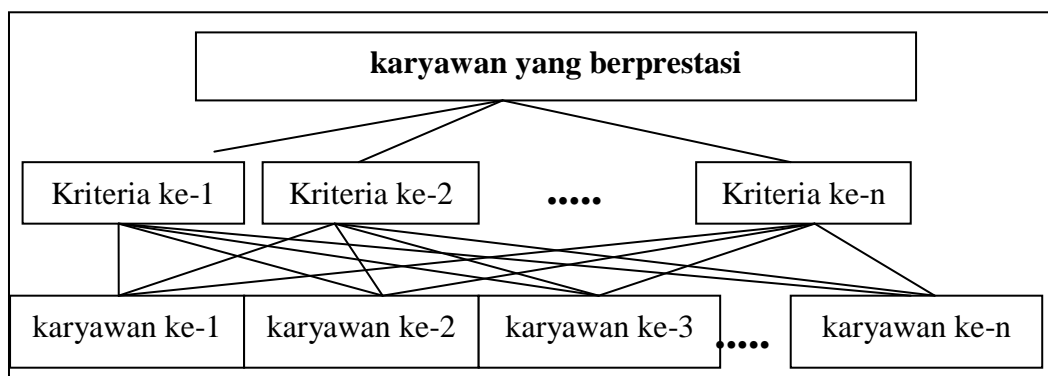 karyawan yang berprestasi
Kriteria ke-1 Kriteria ke-2 ..... Kriteria ke-n
karyawan ke-1 karyawan ke-2 karyawan ke-3 ..... karyawan ke-n